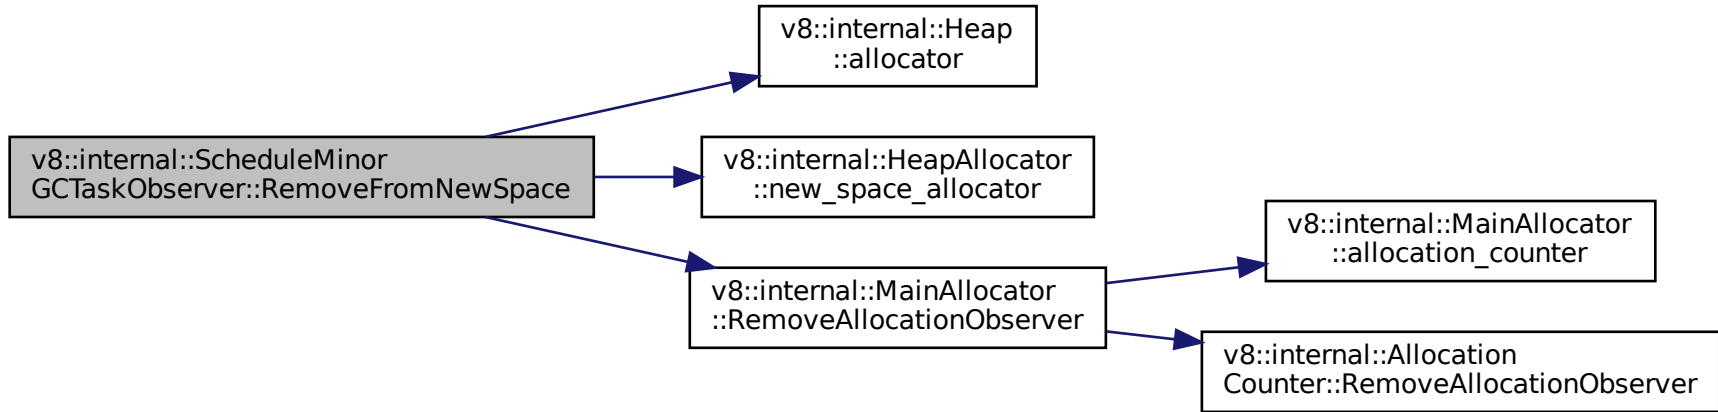 v8::internal::Heap
::allocator
v8::internal::ScheduleMinor
GCTaskObserver::RemoveFromNewSpace
v8::internal::HeapAllocator
::new_space_allocator
v8::internal::MainAllocator
::RemoveAllocationObserver
v8::internal::MainAllocator
::allocation_counter
v8::internal::Allocation
Counter::RemoveAllocationObserver